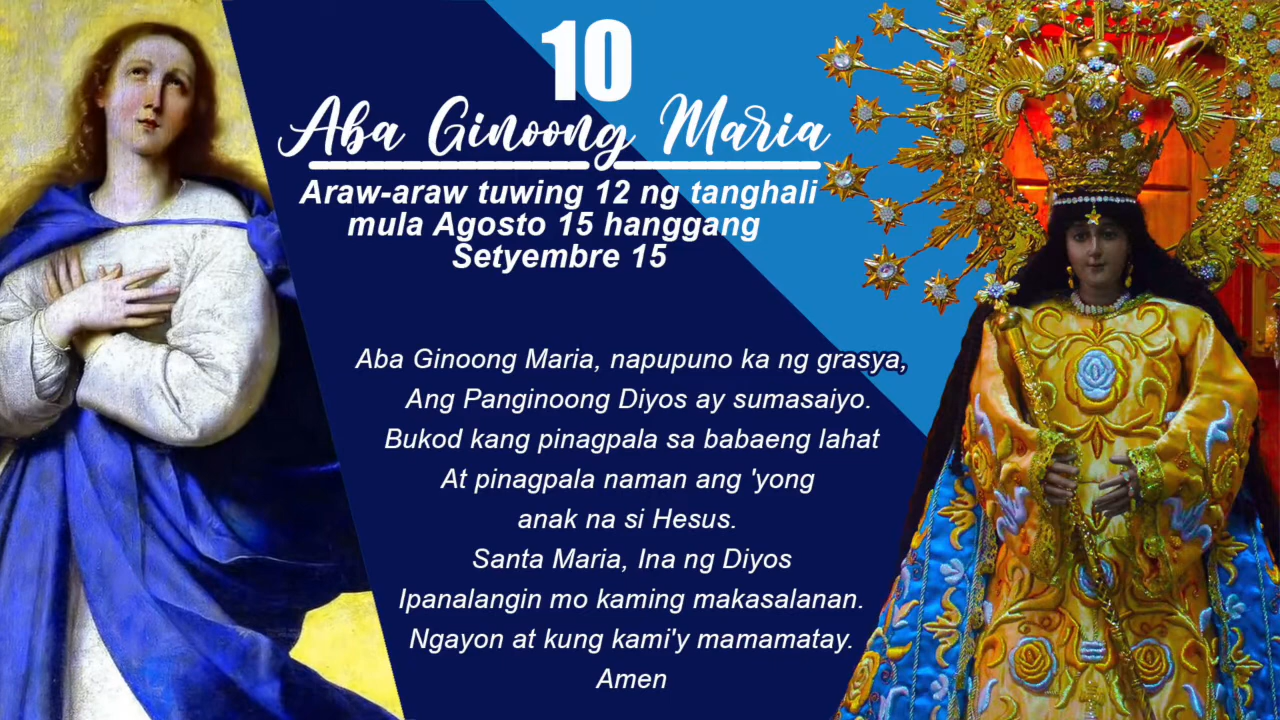 10
Aba Ginoong Maria
Araw-araw tuwing 12 ng tanghali
mula Agosto 15 hanggang
Setyembre 15
Aba Ginoong Maria, napupuno ka ng grasya,
Ang Panginoong Diyos ay sumasaiyo.
Bukod kang pinagpala sa babaeng lahat
At pinagpala naman ang 'yong
anak na si Hesus.
Santa Maria, Ina ng Diyos
Ipanalangin mo kaming makasalanan.
Ngayon at kung kami'y mamamatay.
Amen